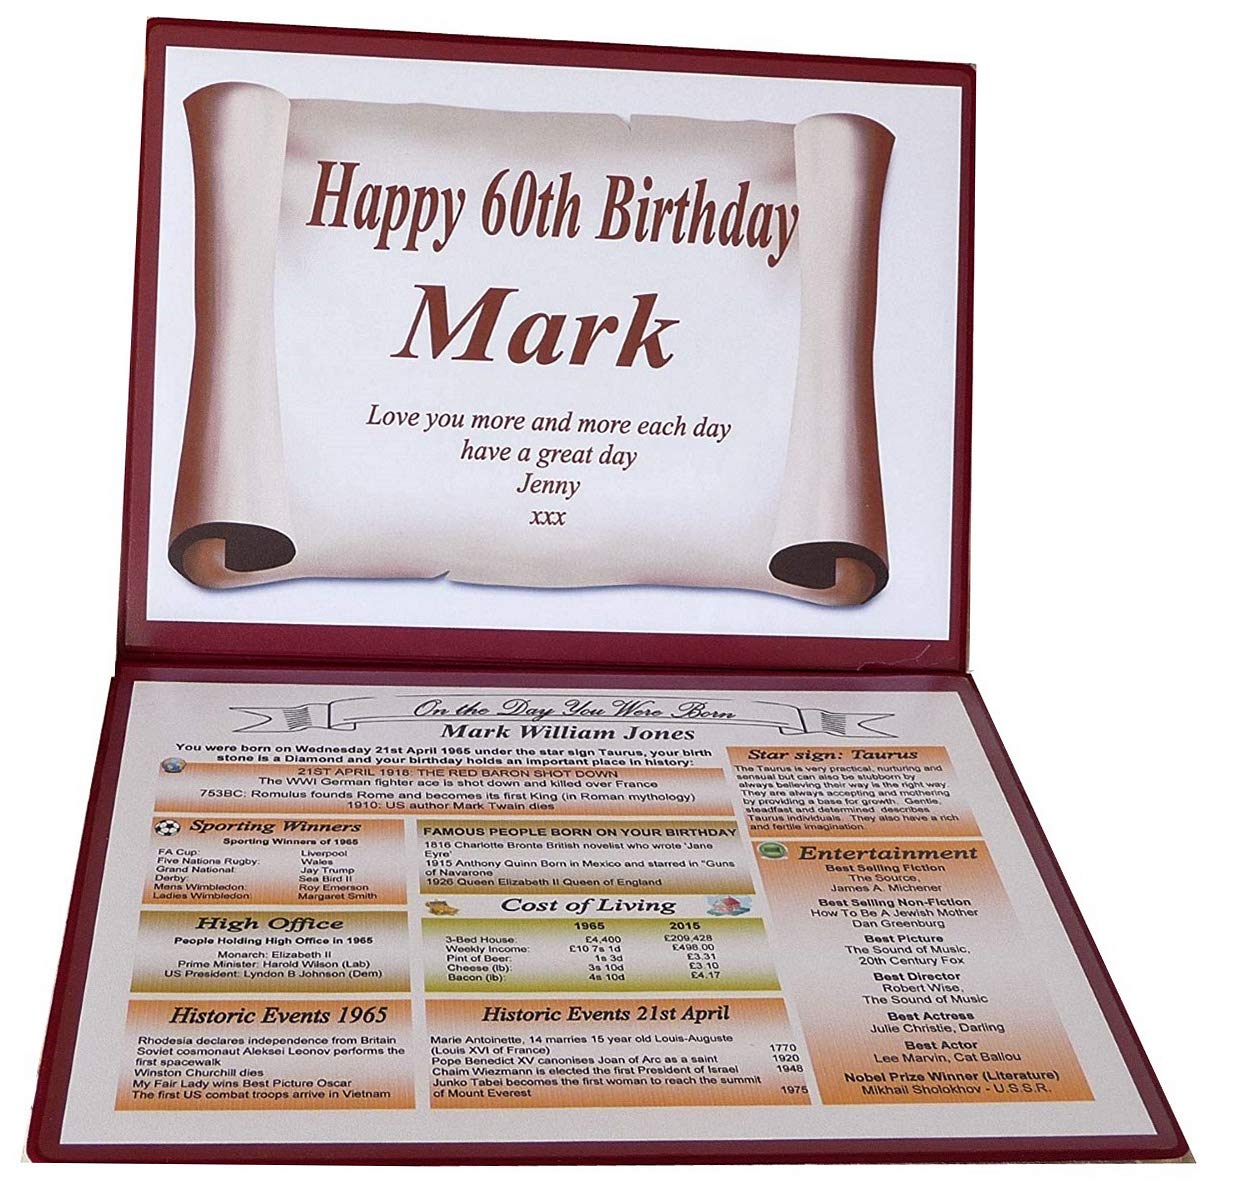 Happy 60th Birthday
Mark
Love you more and more each day
have a great day
Jenny
xxx
On the Day You Were Born
Mark William Jones
You were born on Wednesday 21st April 1965 under the star sign Taurus, your birth
stone is a Diamond and your birthday holds an important place in history:
21ST APRIL 1918: THE RED BARON SHOT DOWN
The WWI German fighter ace is shot down and killed over France
753BC: Romulus founds Rome and becomes its first King (in Roman mythology)
1910: US author Mark Twain dies
Star sign: Taurus
The Taurus is very practical, nurturing and
sensual but can also be stubborn by
always believing their way is the right way.
They are always accepting and mothering
by providing a base for growth. Gentle,
steadfast and determined describes
Taurus individuals. They also have a rich
and fertile imagination.
Sporting Winners
Sporting Winners of 1965
FA Cup: Liverpool
Five Nations Rugby: Wales
Grand National: Jay Trump
Derby: Sea Bird II
Mens Wimbledon: Roy Emerson
Ladies Wimbledon: Margaret Smith
FAMOUS PEOPLE BORN ON YOUR BIRTHDAY
1816 Charlotte Bronte British novelist who wrote 'Jane
Eyre'
1915 Anthony Quinn Born in Mexico and starred in "Guns
of Navarone
1926 Queen Elizabeth II Queen of England
High Office
People Holding High Office in 1965
Monarch: Elizabeth II
Prime Minister: Harold Wilson (Lab)
US President: Lyndon B Johnson (Dem)
Cost of Living
1965 2015
3-Bed House: £4,400 £209,428
Weekly Income: £10 7s 1d £498.00
Pint of Beer: 1s 3d £3.31
Cheese (lb): 3s 10d £3.10
Bacon (lb): 4s 10d £4.17
Entertainment
Best Selling Fiction
The Source,
James A. Michener
Best Selling Non-Fiction
How To Be A Jewish Mother
Dan Greenburg
Best Picture
The Sound of Music,
20th Century Fox
Best Director
Robert Wise,
The Sound of Music
Best Actress
Julie Christie, Darling
Best Actor
Lee Marvin, Cat Ballou
Nobel Prize Winner (Literature)
Mikhail Sholokhov - U.S.S.R.
Historic Events 1965
Rhodesia declares independence from Britain
Soviet cosmonaut Aleksei Leonov performs the
first spacewalk
Winston Churchill dies
My Fair Lady wins Best Picture Oscar
The first US combat troops arrive in Vietnam
Historic Events 21st April
Marie Antoinette, 14 marries 15 year old Louis-Auguste
(Louis XVI of France) 1770
Pope Benedict XV canonises Joan of Arc as a saint 1920
Chaim Wiezmann is elected the first President of Israel 1948
Junko Tabei becomes the first woman to reach the summit
of Mount Everest 1975